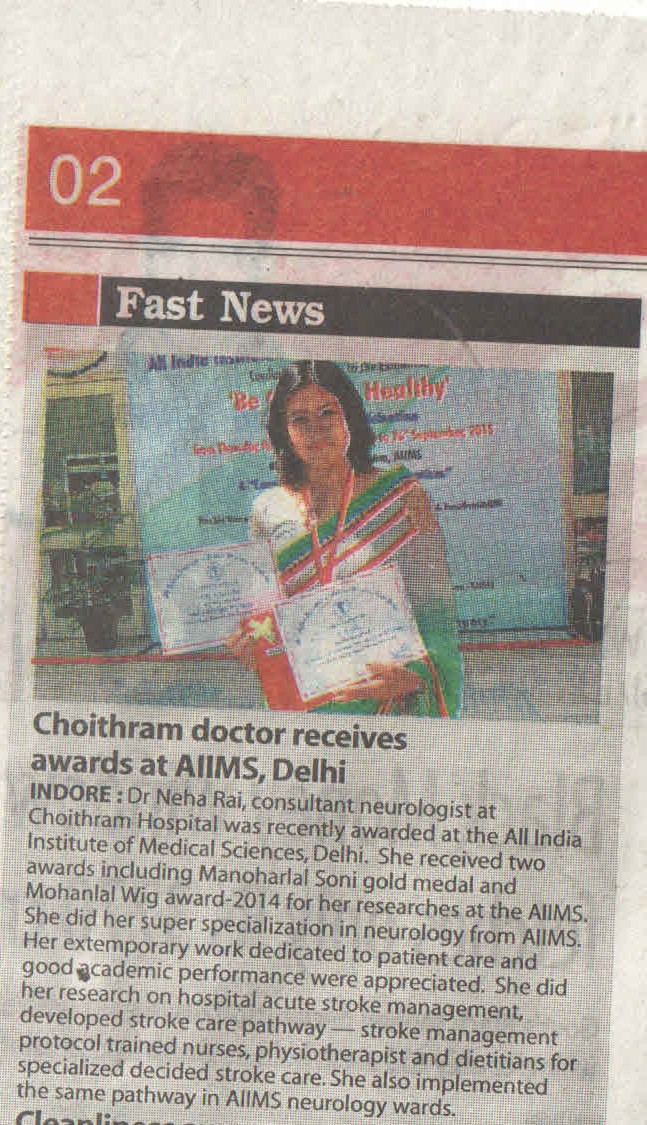 02
Fast News
All India
'Be Healthy'
to 26th September, 2015
AIIMS
Choithram doctor receives
awards at AIIMS, Delhi
INDORE : Dr Neha Rai, consultant neurologist at
Choithram Hospital was recently awarded at the All India
Institute of Medical Sciences, Delhi. She received two
awards including Manoharlal Soni gold medal and
Mohanlal Wig award-2014 for her researches at the AIIMS.
She did her super specialization in neurology from AIIMS.
Her extemporary work dedicated to patient care and
good academic performance were appreciated. She did
her research on hospital acute stroke management,
developed stroke care pathway — stroke management
protocol trained nurses, physiotherapist and dietitians for
specialized decided stroke care. She also implemented
the same pathway in AIIMS neurology wards.